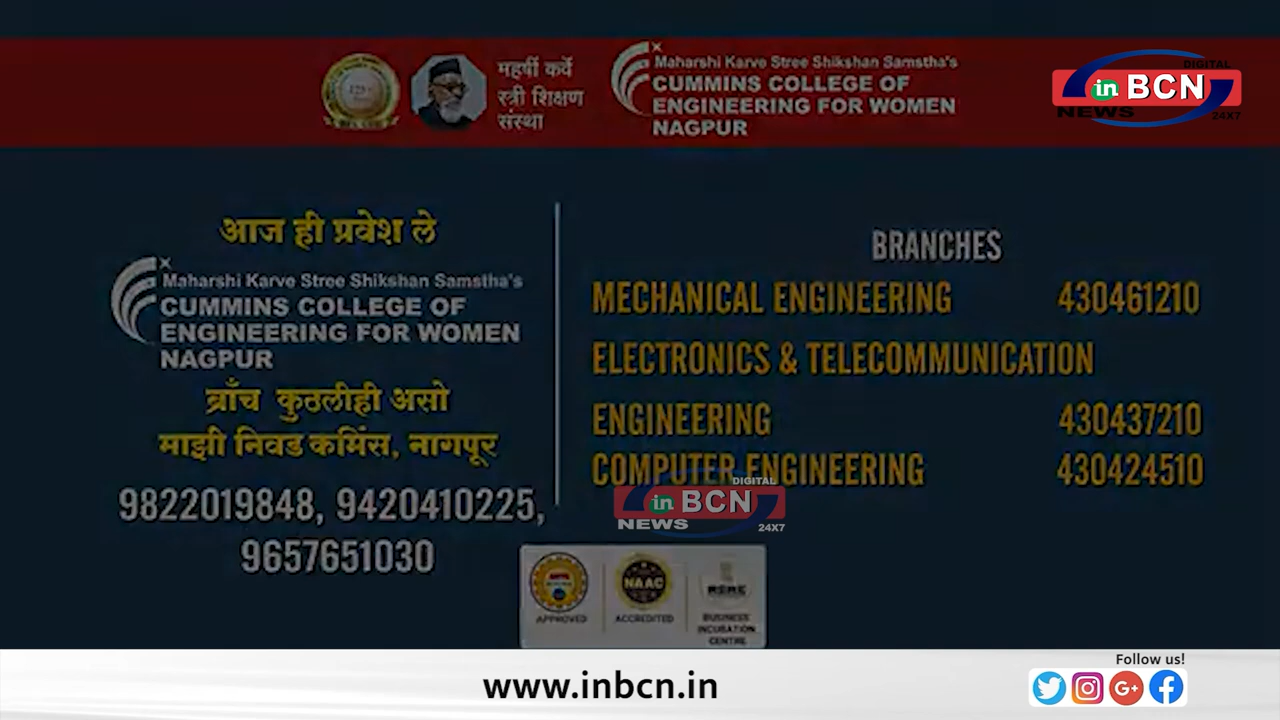 महर्षी कर्वे
स्त्री शिक्षण
संस्था
Maharshi Karve Stree Shikshan Samstha's
CUMMINS COLLEGE OF
ENGINEERING FOR WOMEN
NAGPUR
DIGITAL
in BCN
NEWS 24X7
आज ही प्रवेश ले
Maharshi Karve Stree Shikshan Samstha's
CUMMINS COLLEGE OF
ENGINEERING FOR WOMEN
NAGPUR
ब्राँच कुठलीही असो
माझी निवड कमिंस, नागपूर
9822019848, 9420410225,
9657651030
BRANCHES
MECHANICAL ENGINEERING 430461210
ELECTRONICS & TELECOMMUNICATION
ENGINEERING 430437210
COMPUTER ENGINEERING 430424510
DIGITAL
in BCN
NEWS 24X7
APPROVED
NAAC
ACCREDITED
BUSINESS
INCUBATION
CENTRE
Follow us!
www.inbcn.in